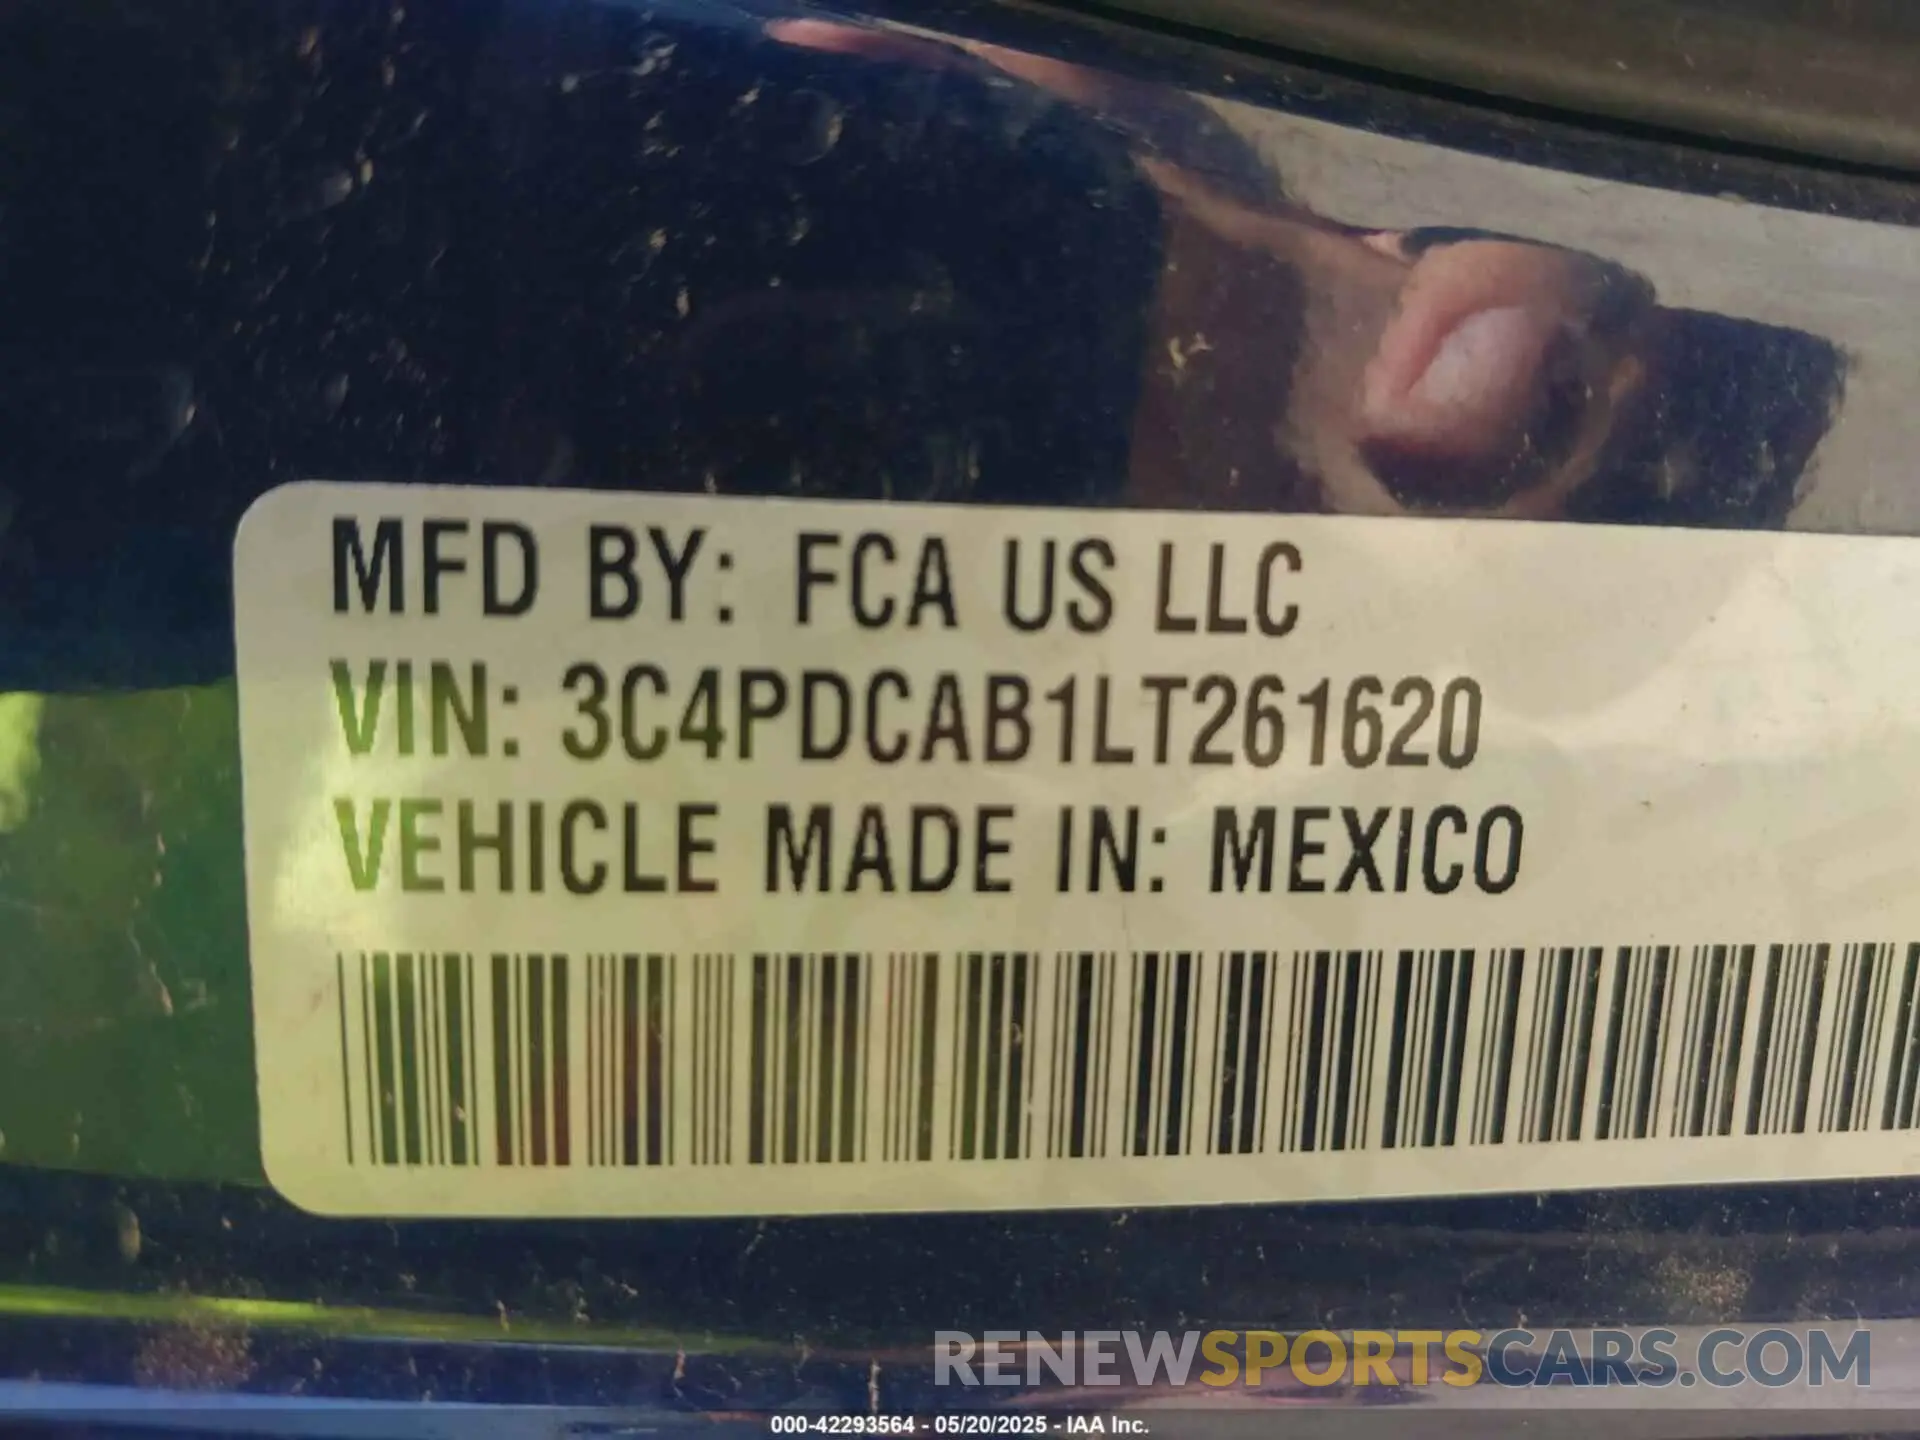 MFD BY: FCA US LLC
VIN: 3C4PDCAB1LT261620
VEHICLE MADE IN: MEXICO
RENEWSPORTSCARS.COM
000-42293564 - 05/20/2025 - IAA Inc.